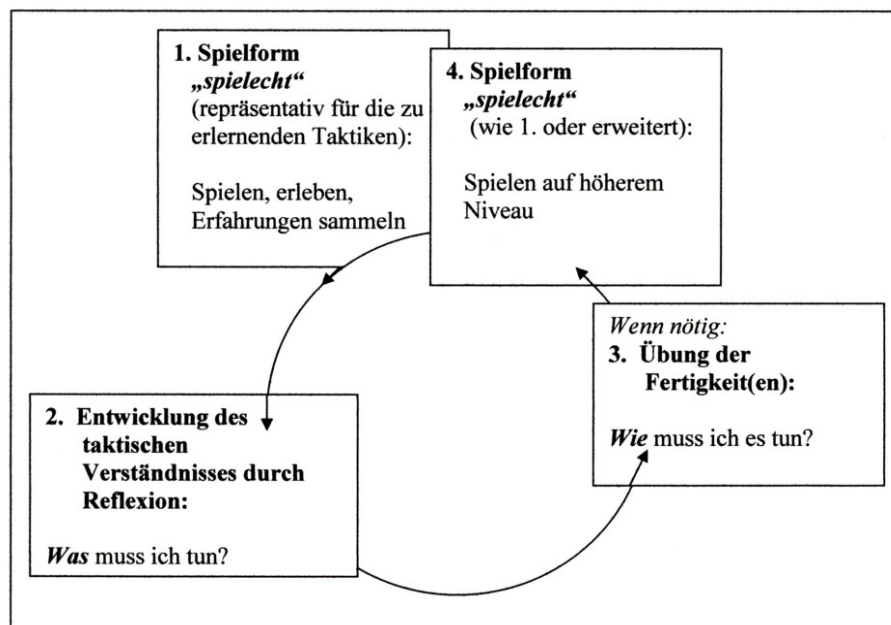 1. Spielform
„spielecht“
(repräsentativ für die zu
erlernenden Taktiken):
Spielen, erleben,
Erfahrungen sammeln
4. Spielform
„spielecht“
(wie 1. oder erweitert):
Spielen auf höherem
Niveau
Wenn nötig:
3. Übung der
Fertigkeit(en):
Wie muss ich es tun?
2. Entwicklung des
taktischen
Verständnisses durch
Reflexion:
Was muss ich tun?